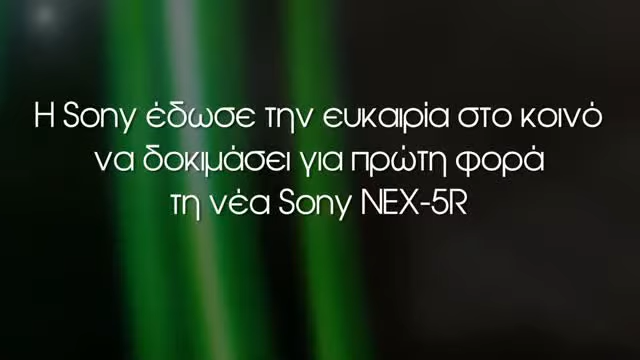 Η Sony έδωσε την ευκαιρία στο κοινό
να δοκιμάσει για πρώτη φορά
τη νέα Sony NEX-5R